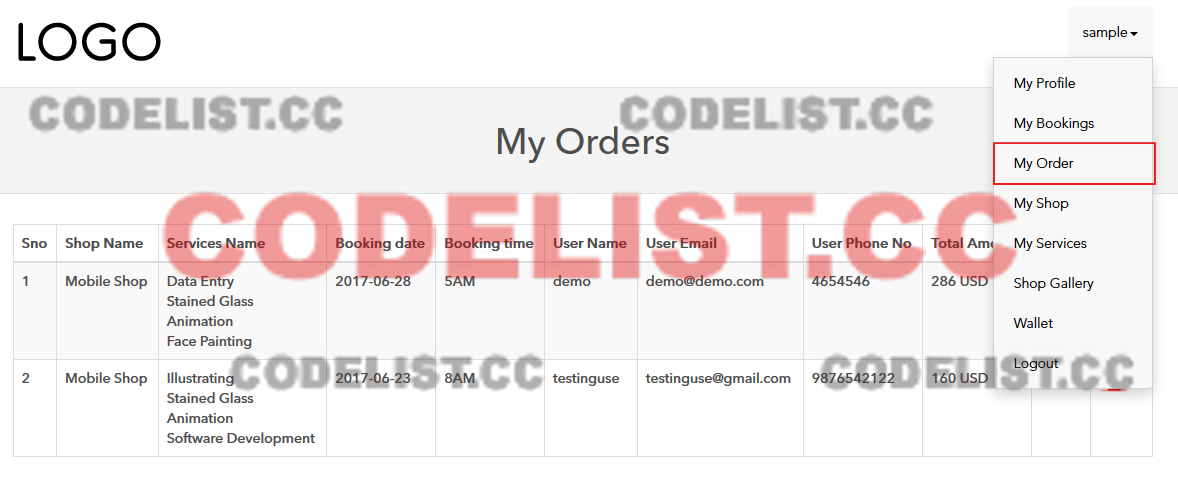 LOGO
sample
My Profile
My Bookings
My Order
My Shop
My Services
Shop Gallery
Wallet
Logout
CODELIST.CC
CODELIST.CC
My Orders
CODELIST.CC
Sno Shop Name Services Name Booking date Booking time User Name User Email User Phone No Total
1 Mobile Shop Data Entry 2017-06-28 5AM demo demo@demo.com 4654546 286 USD
Stained Glass
Animation
Face Painting
CODELIST.CC
CODELIST.CC
2 Mobile Shop Illustrating 2017-06-23 8AM testinguse testinguse@gmail.com 9876542122 160 USD
Stained Glass
Animation
Software Development